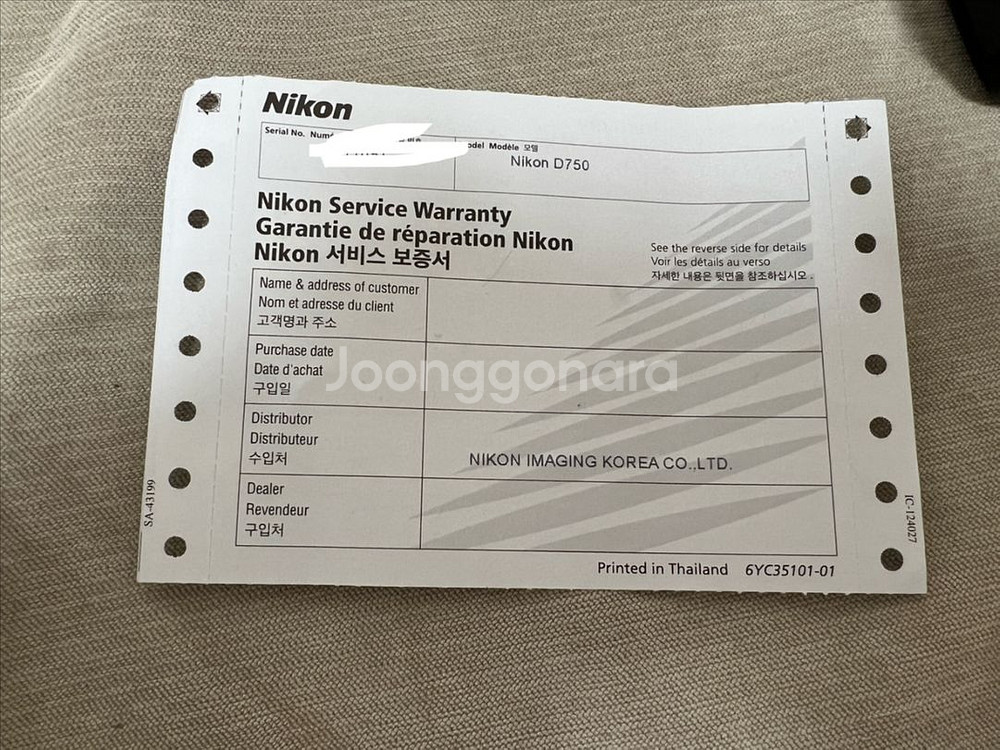 Nikon
Serial No.
Modèle 모델
Nikon D750
Nikon Service Warranty
Garantie de réparation Nikon
Nikon 서비스 보증서
See the reverse side for details
Voir les détails au verso
자세한 내용은 뒷면을 참조하십시오.
Name & address of customer
Nom et adresse du client
고객명과 주소
Purchase date
Date d'achat
구입일
Joonggonara
Distributor
Distributeur
수입처
NIKON IMAGING KOREA CO.,LTD.
Dealer
Revendeur
구입처
SA-43199
IC-124027
Printed in Thailand 6YC35101-01